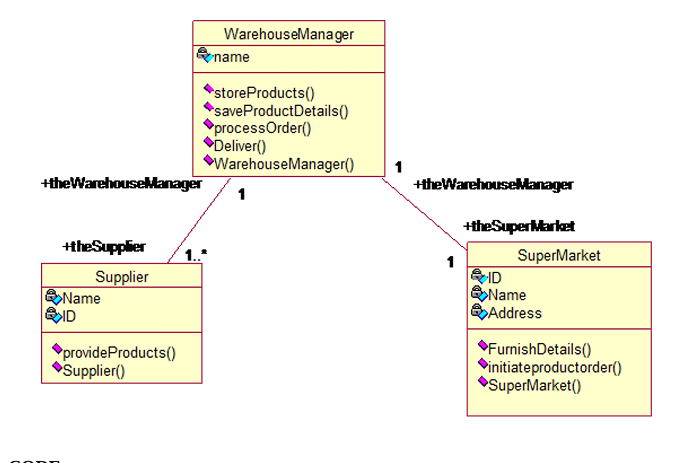 WarehouseManager
name
storeProducts()
saveProductDetails()
processOrder()
Deliver()
WarehouseManager()
+theWarehouseManager
1
1
+theWarehouseManager
+theSupplier
1..*
+theSuperMarket
1
Supplier
Name
ID
provideProducts()
Supplier()
SuperMarket
ID
Name
Address
FurnishDetails()
initiateproductorder()
SuperMarket()